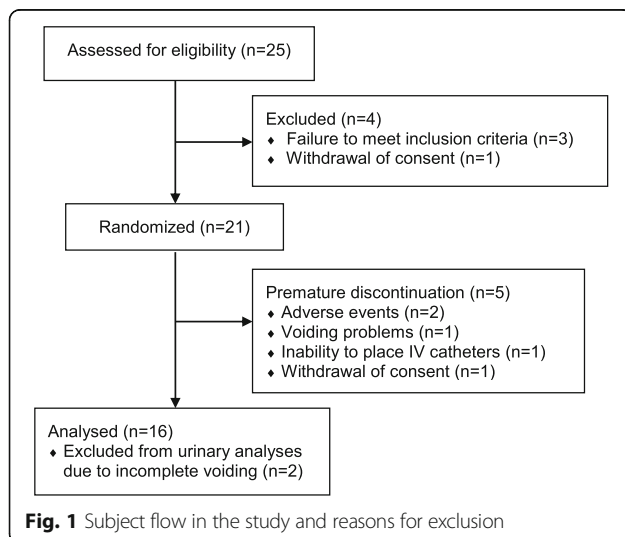 Assessed for eligibility (n=25)
Excluded (n=4)
♦ Failure to meet inclusion criteria (n=3)
♦ Withdrawal of consent (n=1)
Randomized (n=21)
Premature discontinuation (n=5)
♦ Adverse events (n=2)
♦ Voiding problems (n=1)
♦ Inability to place IV catheters (n=1)
♦ Withdrawal of consent (n=1)
Analysed (n=16)
♦ Excluded from urinary analyses
due to incomplete voiding (n=2)
Fig. 1 Subject flow in the study and reasons for exclusion